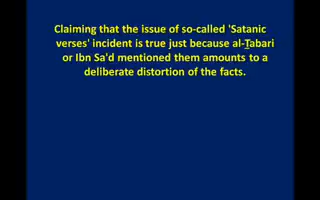 Claiming that the issue of so-called 'Satanic
verses' incident is true just because al-Tabari
or Ibn Sa'd mentioned them amounts to a
deliberate distortion of the facts.